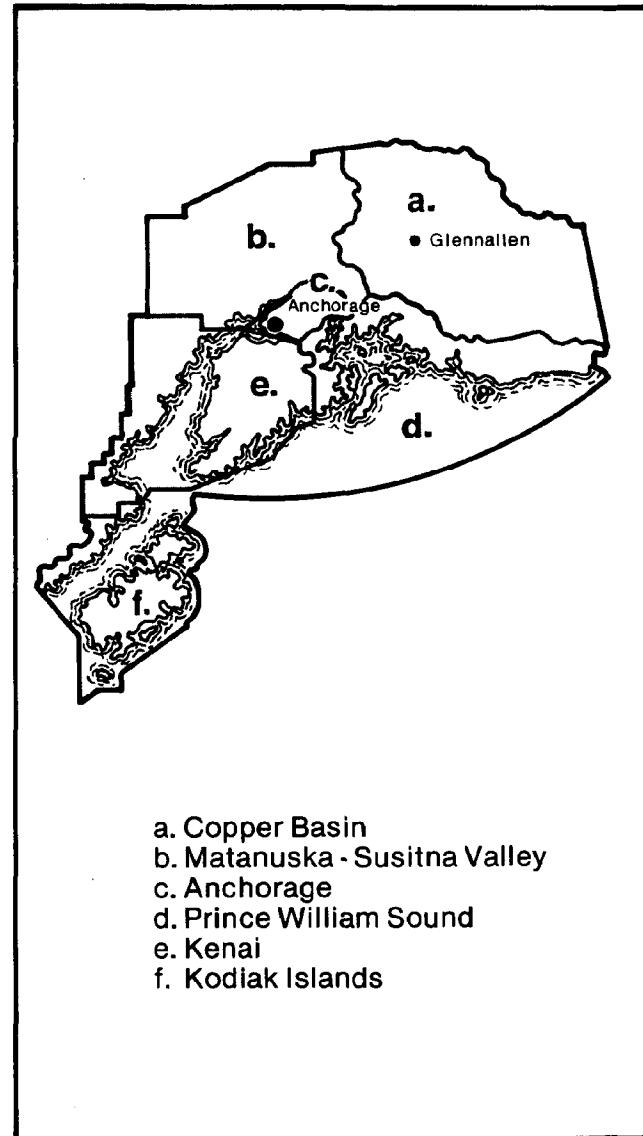 a.
Glennallen
b.
c.
Anchorage
e.
d.
f.
a. Copper Basin
b. Matanuska - Susitna Valley
c. Anchorage
d. Prince William Sound
e. Kenai
f. Kodiak Islands